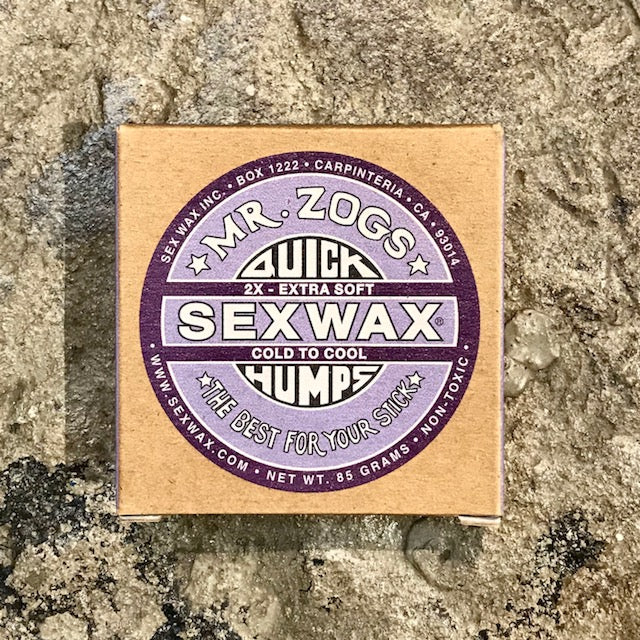 SEX WAX INC. • BOX 1222 • CARPINTERIA • CA • 93014
MR. ZOGS
QUICK
2X - EXTRA SOFT
SEXWAX®
COLD TO COOL
HUMPS
THE BEST FOR YOUR STICK
• WWW.SEXWAX.COM • NET WT. 85 GRAMS • NON-TOXIC •